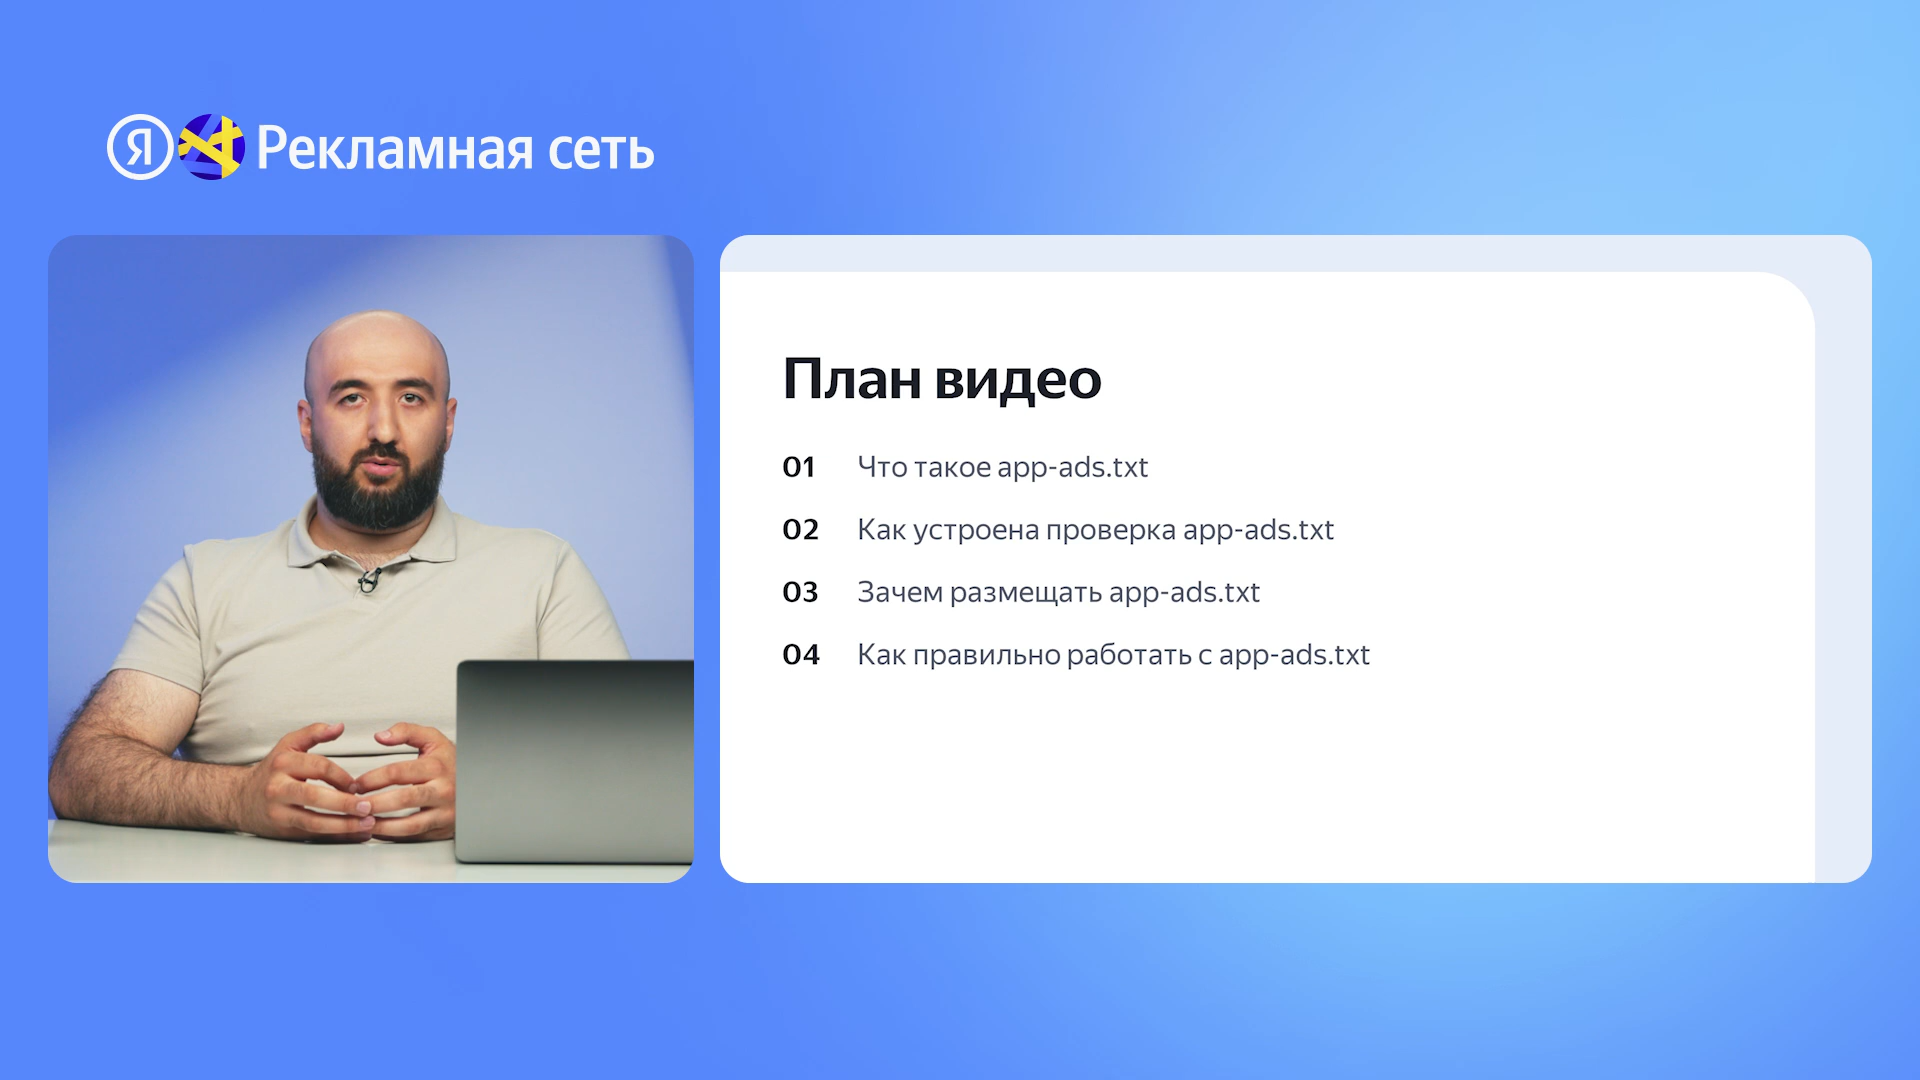 Я Рекламная сеть
План видео
01 Что такое app-ads.txt
02 Как устроена проверка app-ads.txt
03 Зачем размещать app-ads.txt
04 Как правильно работать с app-ads.txt